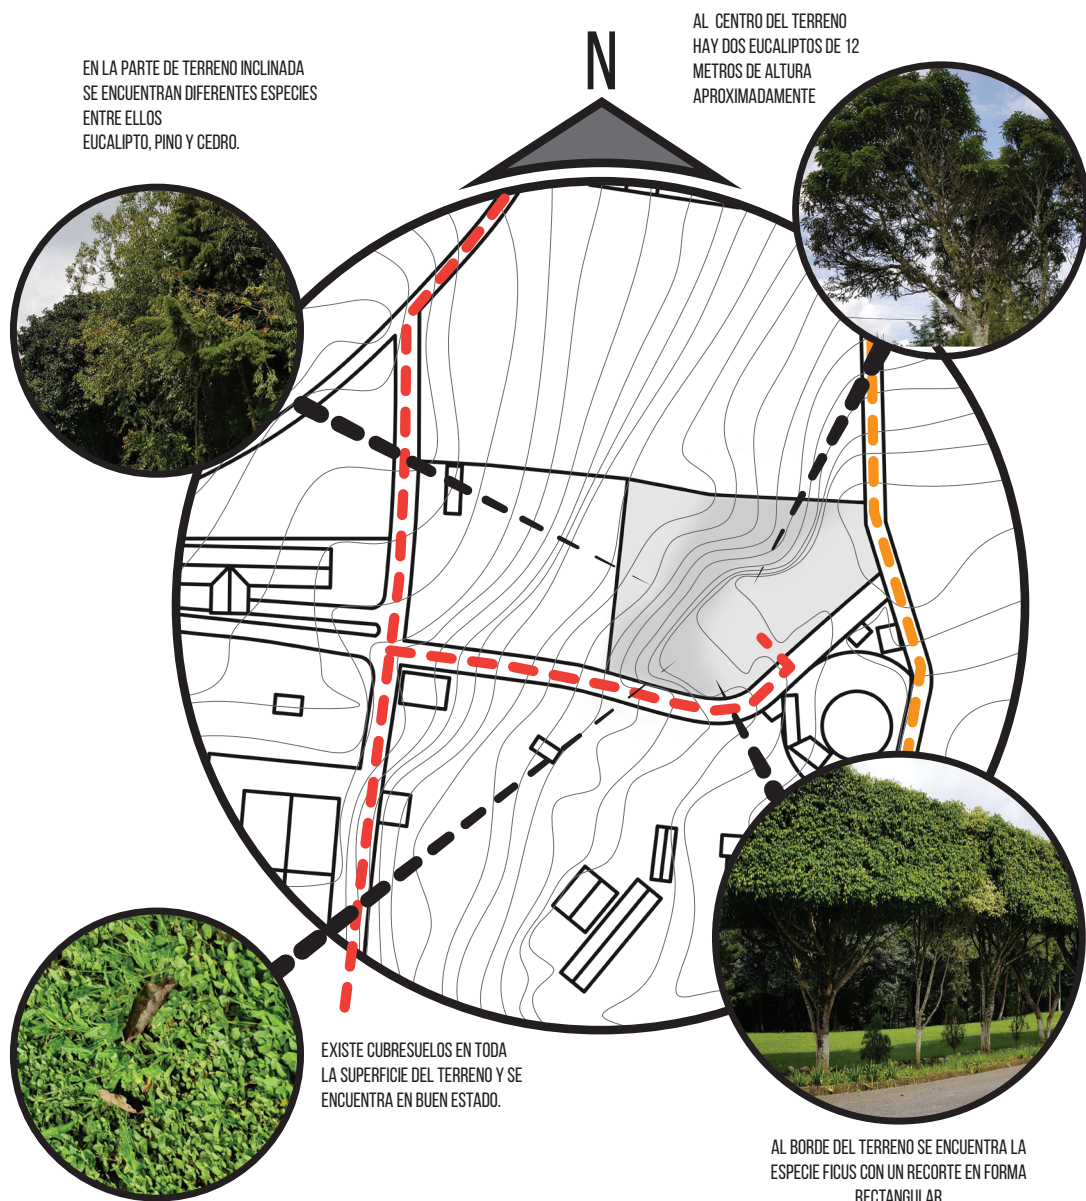 EN LA PARTE DE TERRENO INCLINADA
SE ENCUENTRAN DIFERENTES ESPECIES
ENTRE ELLOS
EUCALIPTO, PINO Y CEDRO.
N
AL CENTRO DEL TERRENO
HAY DOS EUCALIPTOS DE 12
METROS DE ALTURA
APROXIMADAMENTE
EXISTE CUBRESUELOS EN TODA
LA SUPERFICIE DEL TERRENO Y SE
ENCUENTRA EN BUEN ESTADO.
AL BORDE DEL TERRENO SE ENCUENTRA LA
ESPECIE FICUS CON UN RECORTE EN FORMA
RECTANGULAR